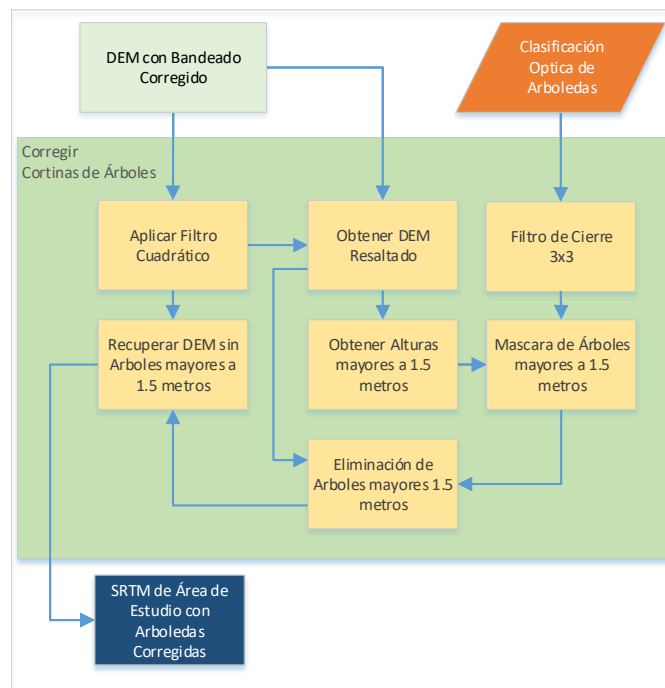 DEM con Bandeado
Corregido
Clasificación
Optica de
Arboledas
Corregir
Cortinas de Árboles
Aplicar Filtro
Cuadrático
Obtener DEM
Resaltado
Filtro de Cierre
3x3
Recuperar DEM sin
Arboles mayores a
1.5 metros
Obtener Alturas
mayores a 1.5
metros
Mascara de Árboles
mayores a 1.5
metros
Eliminación de
Arboles mayores 1.5
metros
SRTM de Área de
Estudio con
Arboledas
Corregidas